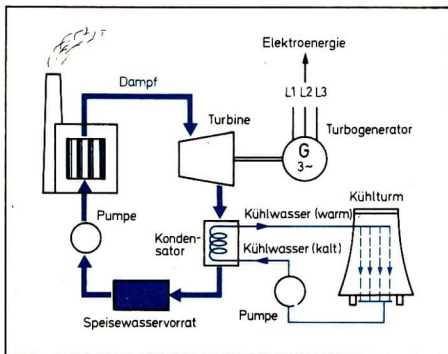 Elektroenergie
L1 L2 L3
Dampf
Turbine
Turbogenerator
G
3~
Kühlturm
Pumpe
Konden-
sator
Kühlwasser (warm)
Kühlwasser (kalt)
Speisewasservorrat
Pumpe